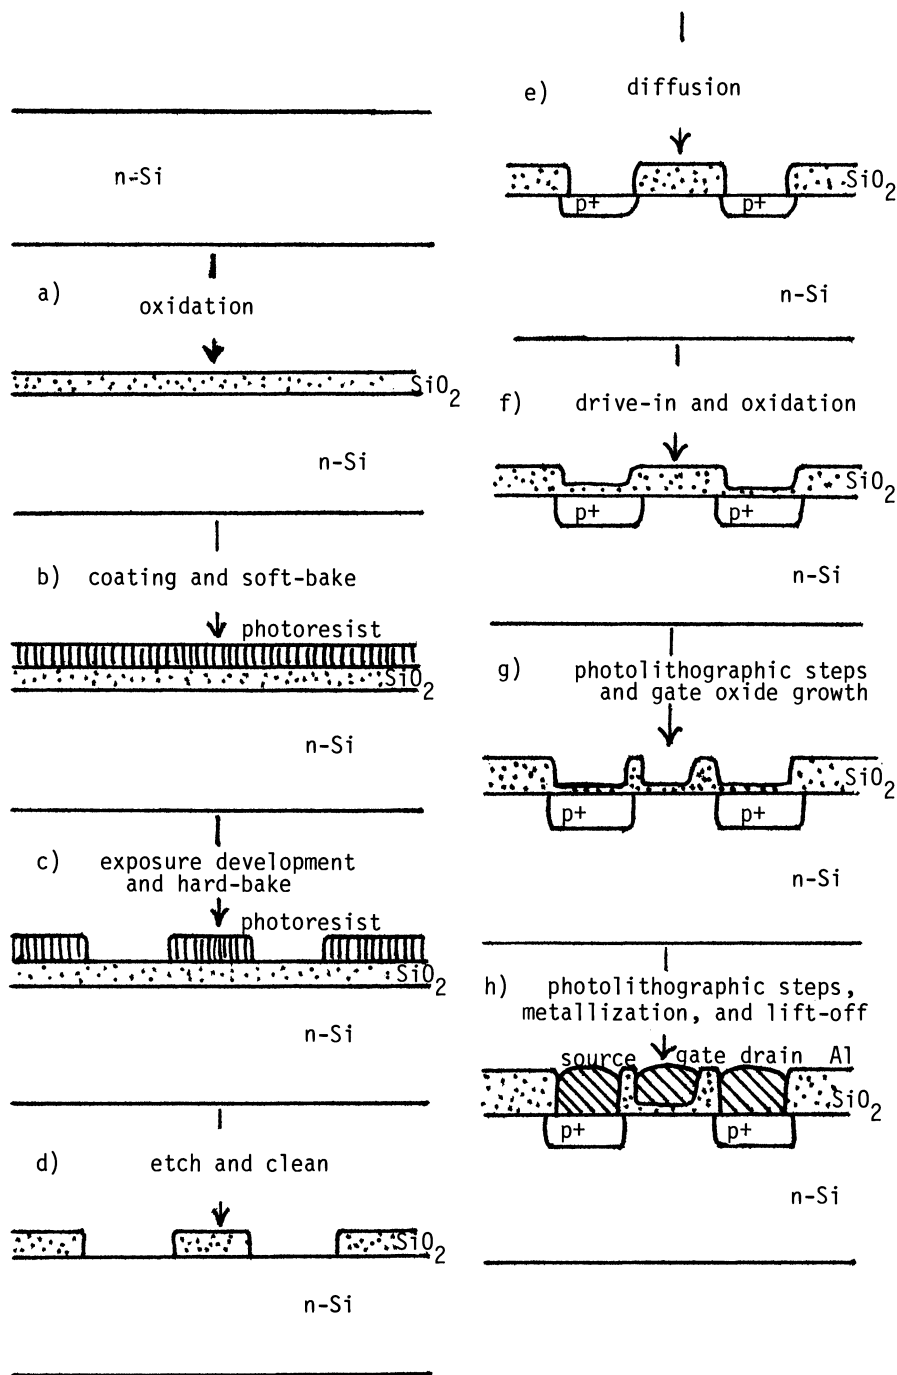 n-Si
a)
oxidation
SiO2
n-Si
b) coating and soft-bake
photoresist
SiO2
n-Si
c) exposure development
and hard-bake
photoresist
SiO2
n-Si
d) etch and clean
SiO2
n-Si
e) diffusion
SiO2
p+ p+
n-Si
f) drive-in and oxidation
SiO2
p+ p+
n-Si
g) photolithographic steps
and gate oxide growth
SiO2
p+ p+
n-Si
h) photolithographic steps,
metallization, and lift-off
source gate drain Al
SiO2
p+ p+
n-Si